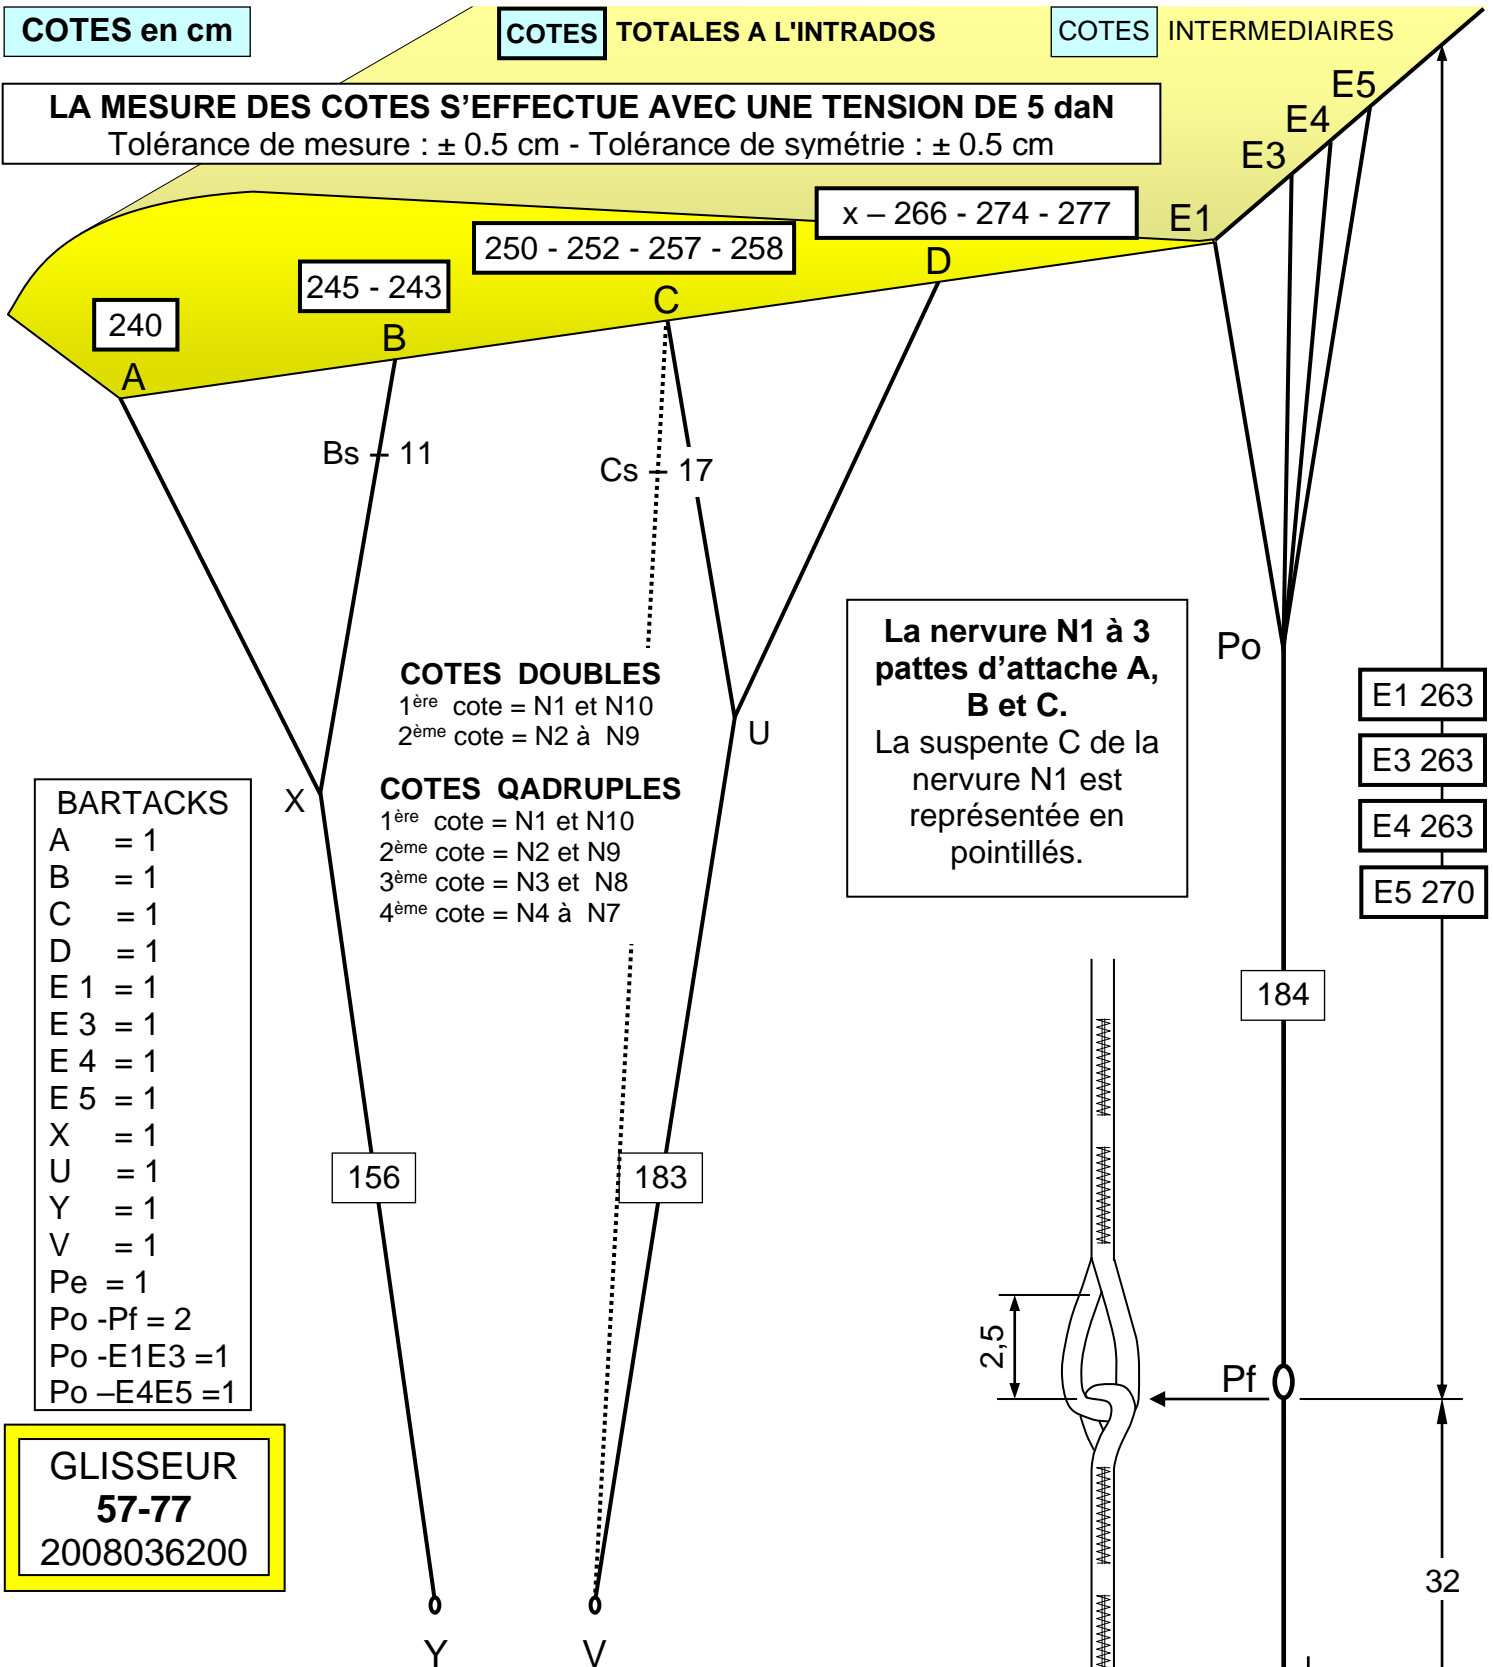 COTES en cm
COTES TOTALES A L'INTRADOS
COTES INTERMEDIAIRES
LA MESURE DES COTES S’EFFECTUE AVEC UNE TENSION DE 5 daN
Tolérance de mesure : ± 0.5 cm - Tolérance de symétrie : ± 0.5 cm
E5
E4
E3
E1
x – 266 - 274 - 277
250 - 252 - 257 - 258
245 - 243
240
D
C
B
A
Bs 11
Cs 17
COTES DOUBLES
1ère cote = N1 et N10
2ème cote = N2 à N9
COTES QADRUPLES
1ère cote = N1 et N10
2ème cote = N2 et N9
3ème cote = N3 et N8
4ème cote = N4 à N7
X
U
La nervure N1 à 3
pattes d’attache A,
B et C.
La suspente C de la
nervure N1 est
représentée en
pointillés.
Po
E1 263
E3 263
E4 263
E5 270
184
BARTACKS
A = 1
B = 1
C = 1
D = 1
E 1 = 1
E 3 = 1
E 4 = 1
E 5 = 1
X = 1
U = 1
Y = 1
V = 1
Pe = 1
Po -Pf = 2
Po -E1E3 =1
Po –E4E5 =1
156
183
2,5
Pf
32
GLISSEUR
57-77
2008036200
Y
V